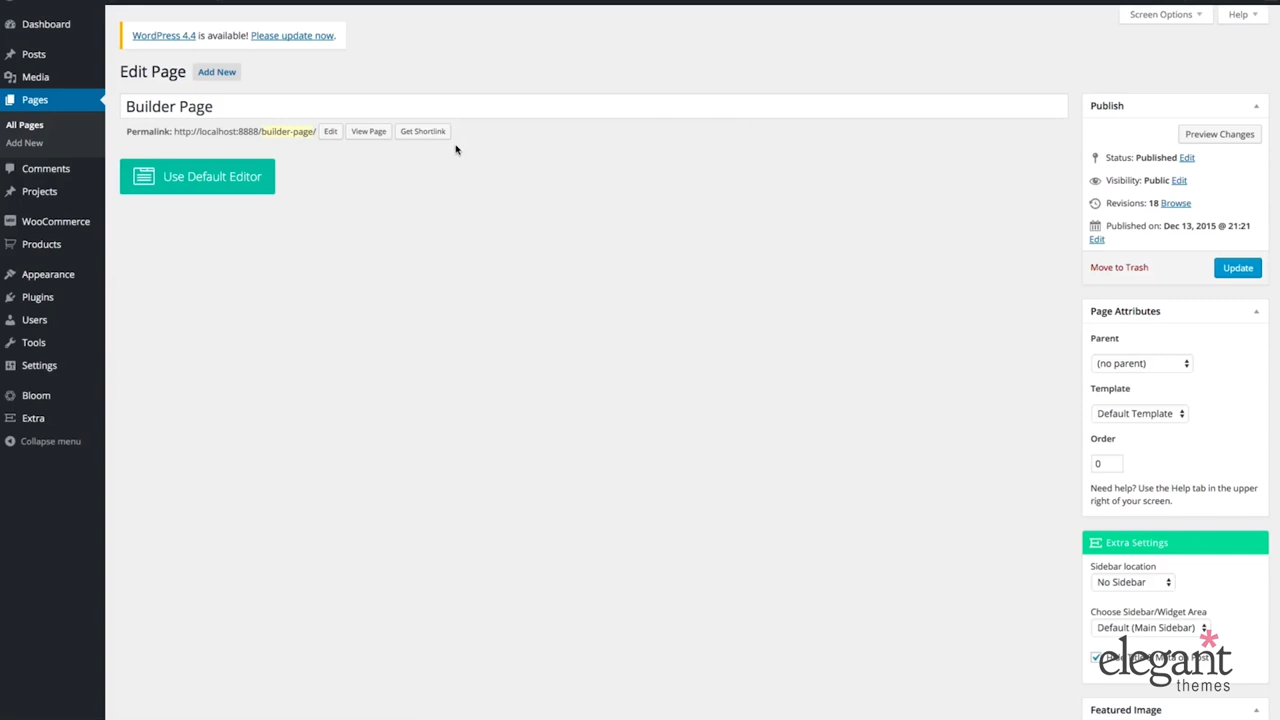 Dashboard
Posts
Media
Pages
All Pages
Add New
Comments
Projects
WooCommerce
Products
Appearance
Plugins
Users
Tools
Settings
Bloom
Extra
Collapse menu
Screen Options
Help
WordPress 4.4 is available! Please update now.
Edit Page Add New
Builder Page
Permalink: http://localhost:8888/builder-page/ Edit View Page Get Shortlink
Use Default Editor
Publish
Preview Changes
Status: Published Edit
Visibility: Public Edit
Revisions: 18 Browse
Published on: Dec 13, 2015 @ 21:21
Edit
Move to Trash Update
Page Attributes
Parent
(no parent)
Template
Default Template
Order
0
Need help? Use the Help tab in the upper
right of your screen.
Extra Settings
Sidebar location
No Sidebar
Choose Sidebar/Widget Area
Default (Main Sidebar)
elegant
themes
Featured Image